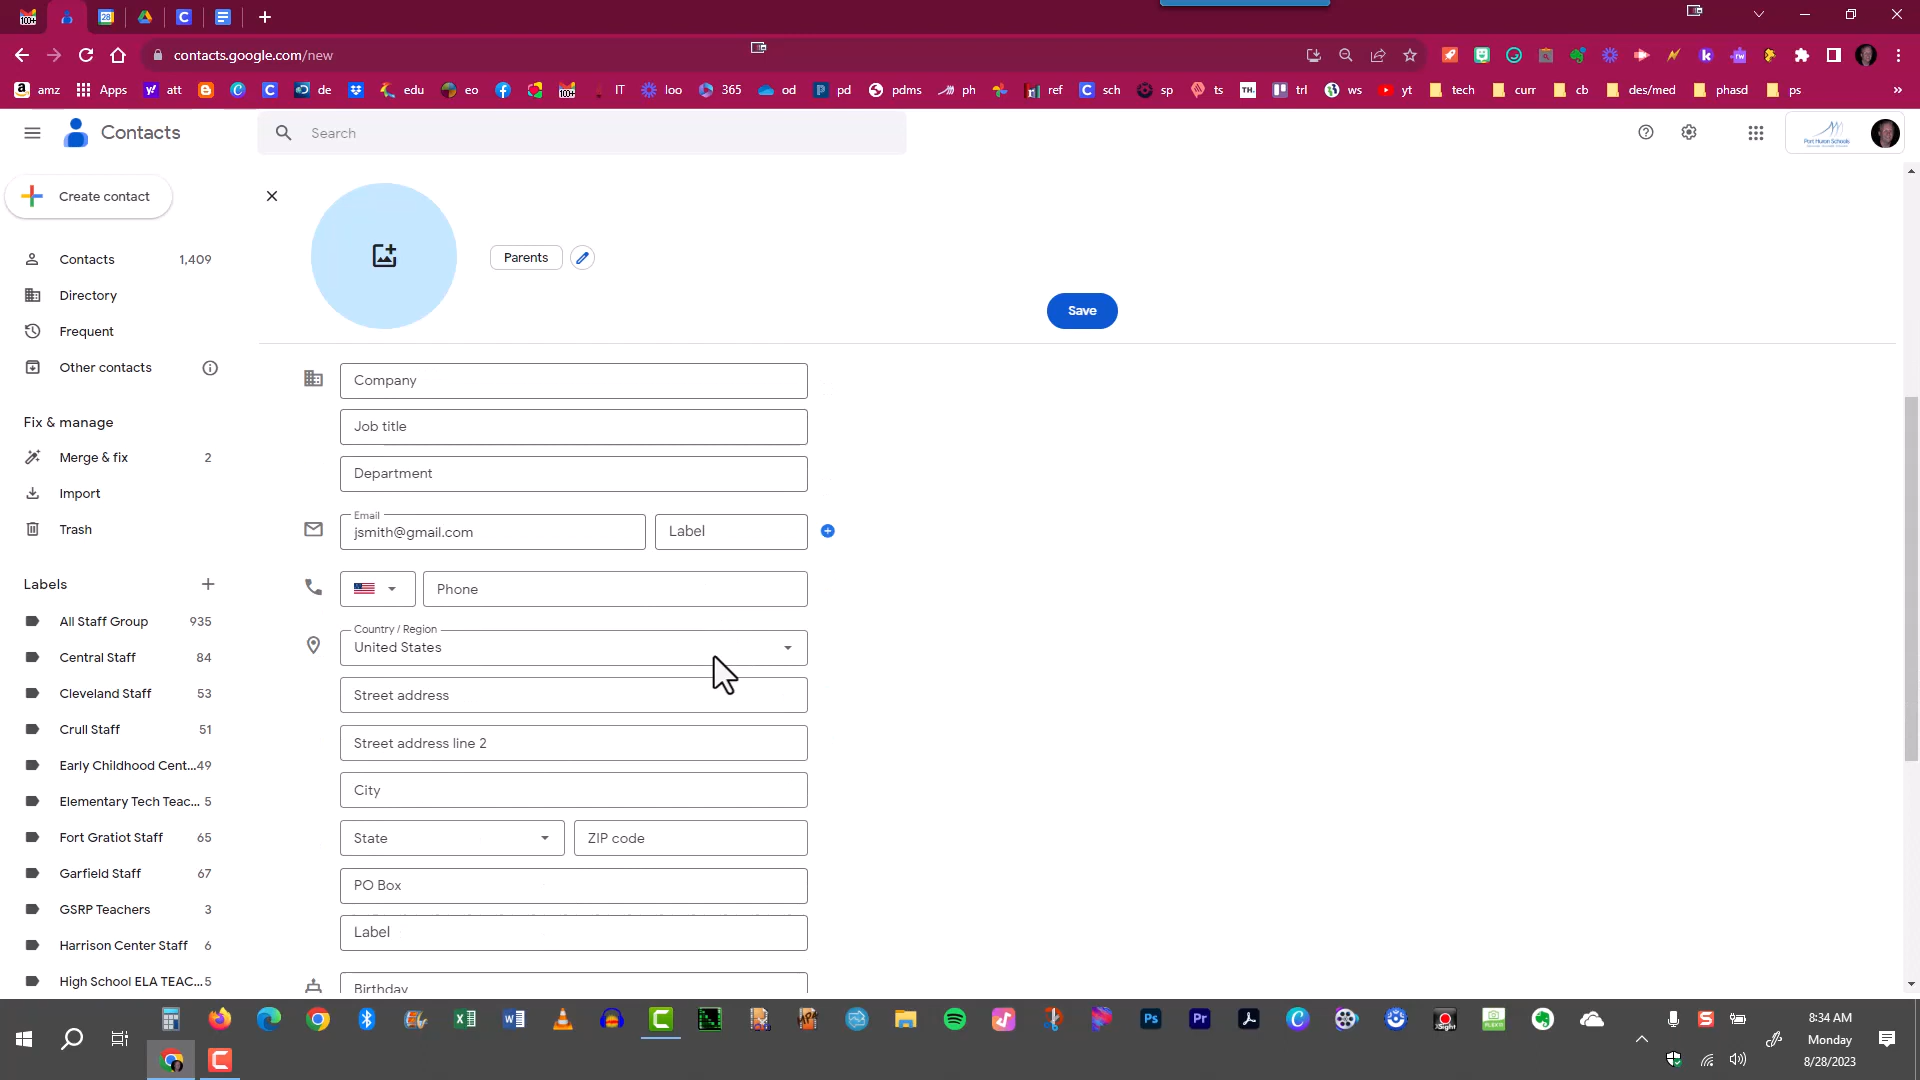 28
contacts.google.com/new
amz
Apps
att
de
edu
eo
IT
loo
365
od
pd
pdms
ph
ref
sch
sp
ts
TH.
trl
ws
yt
tech
curr
cb
des/med
phasd
ps
»
Contacts
Search
Port Huron Schools
Create contact
Parents
Save
Contacts 1,409
Directory
Frequent
Other contacts
Fix & manage
Merge & fix 2
Import
Trash
Labels
All Staff Group 935
Central Staff 84
Cleveland Staff 53
Crull Staff 51
Early Childhood Cent... 49
Elementary Tech Teac... 5
Fort Gratiot Staff 65
Garfield Staff 67
GSRP Teachers 3
Harrison Center Staff 6
High School ELA TEAC... 5
Company
Job title
Department
Email
jsmith@gmail.com
Label
Phone
Country / Region
United States
Street address
Street address line 2
City
State
ZIP code
PO Box
Label
Birthday
8:34 AM
Monday
8/28/2023